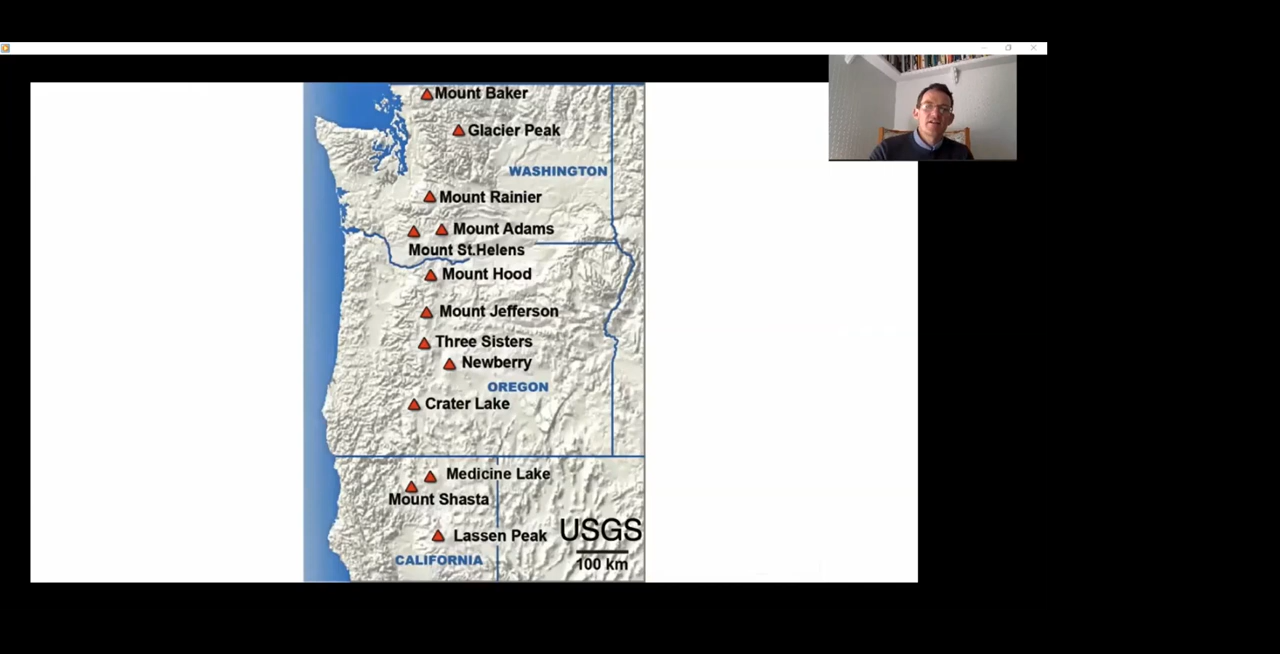 Mount Baker
Glacier Peak
WASHINGTON
Mount Rainier
Mount Adams
Mount St.Helens
Mount Hood
Mount Jefferson
Three Sisters
Newberry
OREGON
Crater Lake
Medicine Lake
Mount Shasta
USGS
Lassen Peak
CALIFORNIA
100 km